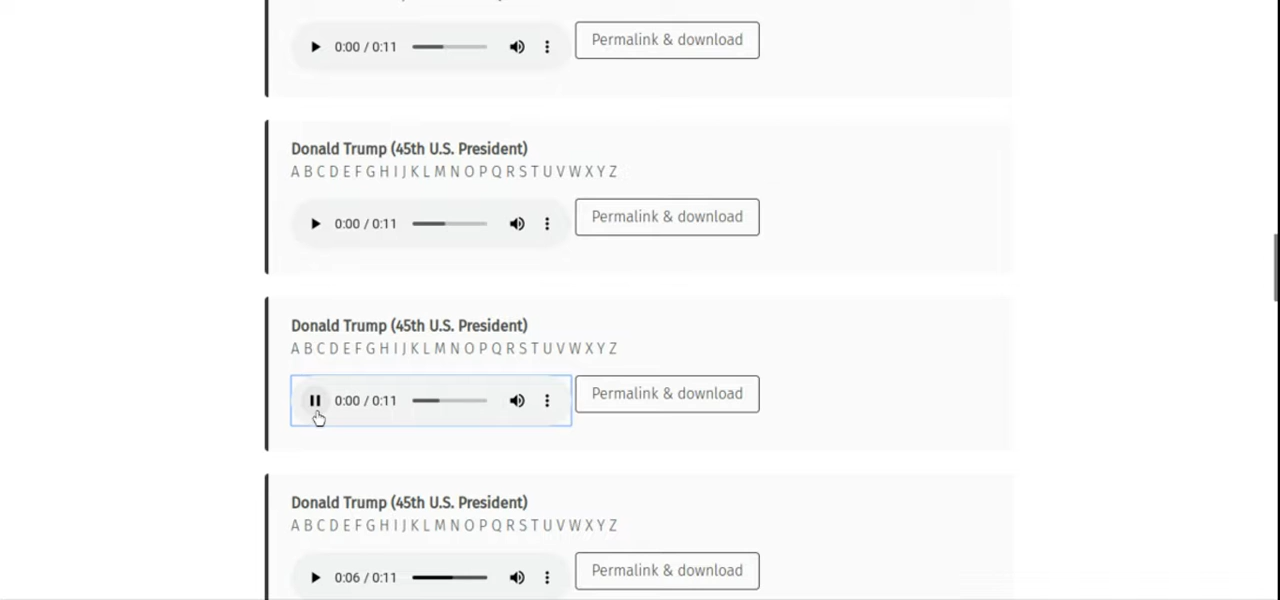 0:00 / 0:11 Permalink & download
Donald Trump (45th U.S. President)
A B C D E F G H I J K L M N O P Q R S T U V W X Y Z
0:00 / 0:11 Permalink & download
Donald Trump (45th U.S. President)
A B C D E F G H I J K L M N O P Q R S T U V W X Y Z
0:00 / 0:11 Permalink & download
Donald Trump (45th U.S. President)
A B C D E F G H I J K L M N O P Q R S T U V W X Y Z
0:06 / 0:11 Permalink & download